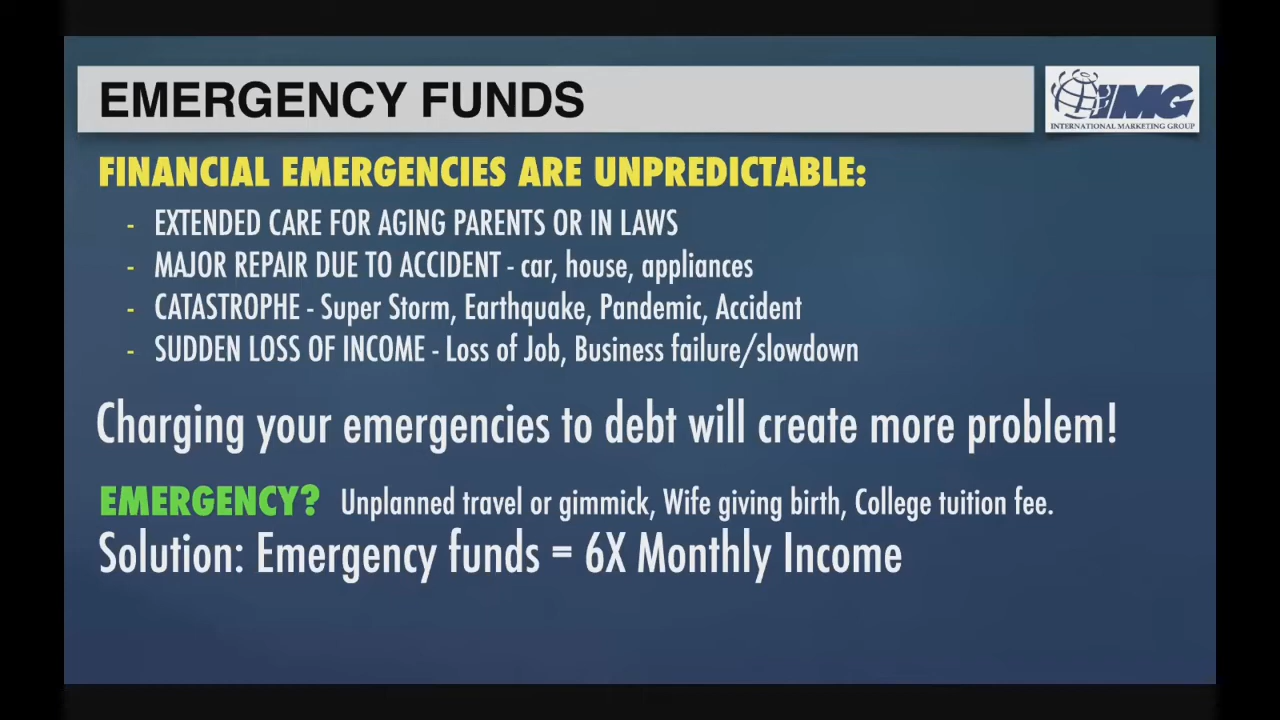 EMERGENCY FUNDS
IMG
INTERNATIONAL MARKETING GROUP
FINANCIAL EMERGENCIES ARE UNPREDICTABLE:
- EXTENDED CARE FOR AGING PARENTS OR IN LAWS
- MAJOR REPAIR DUE TO ACCIDENT - car, house, appliances
- CATASTROPHE - Super Storm, Earthquake, Pandemic, Accident
- SUDDEN LOSS OF INCOME - Loss of Job, Business failure/slowdown
Charging your emergencies to debt will create more problem!
EMERGENCY? Unplanned travel or gimmick, Wife giving birth, College tuition fee.
Solution: Emergency funds = 6X Monthly Income